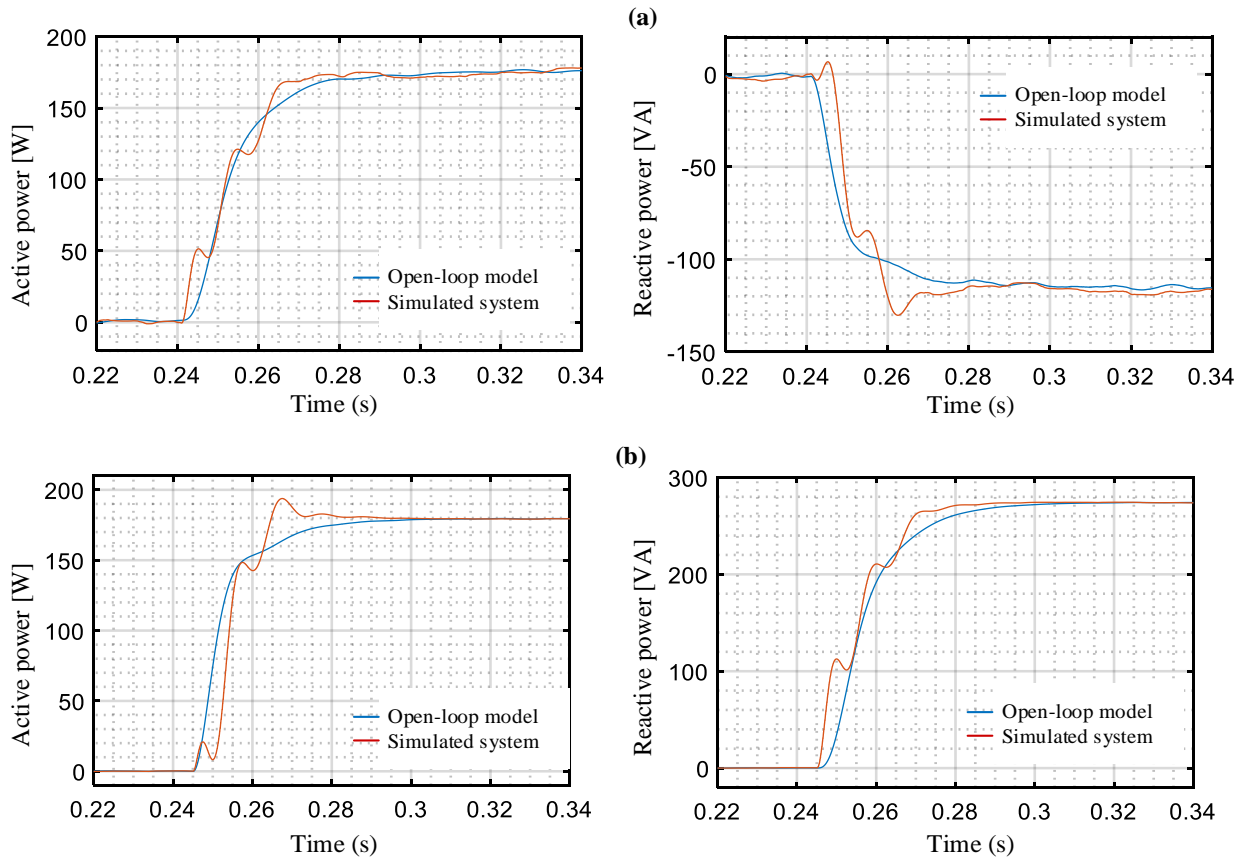 (a)
Active power [W]
200
150
100
50
0
Open-loop model
Simulated system
0.22 0.24 0.26 0.28 0.3 0.32 0.34
Time (s)
Reactive power [VA]
0
-50
-100
-150
Open-loop model
Simulated system
0.22 0.24 0.26 0.28 0.3 0.32 0.34
Time (s)
(b)
Active power [W]
200
150
100
50
0
Open-loop model
Simulated system
0.22 0.24 0.26 0.28 0.3 0.32 0.34
Time (s)
Reactive power [VA]
300
200
100
0
Open-loop model
Simulated system
0.22 0.24 0.26 0.28 0.3 0.32 0.34
Time (s)